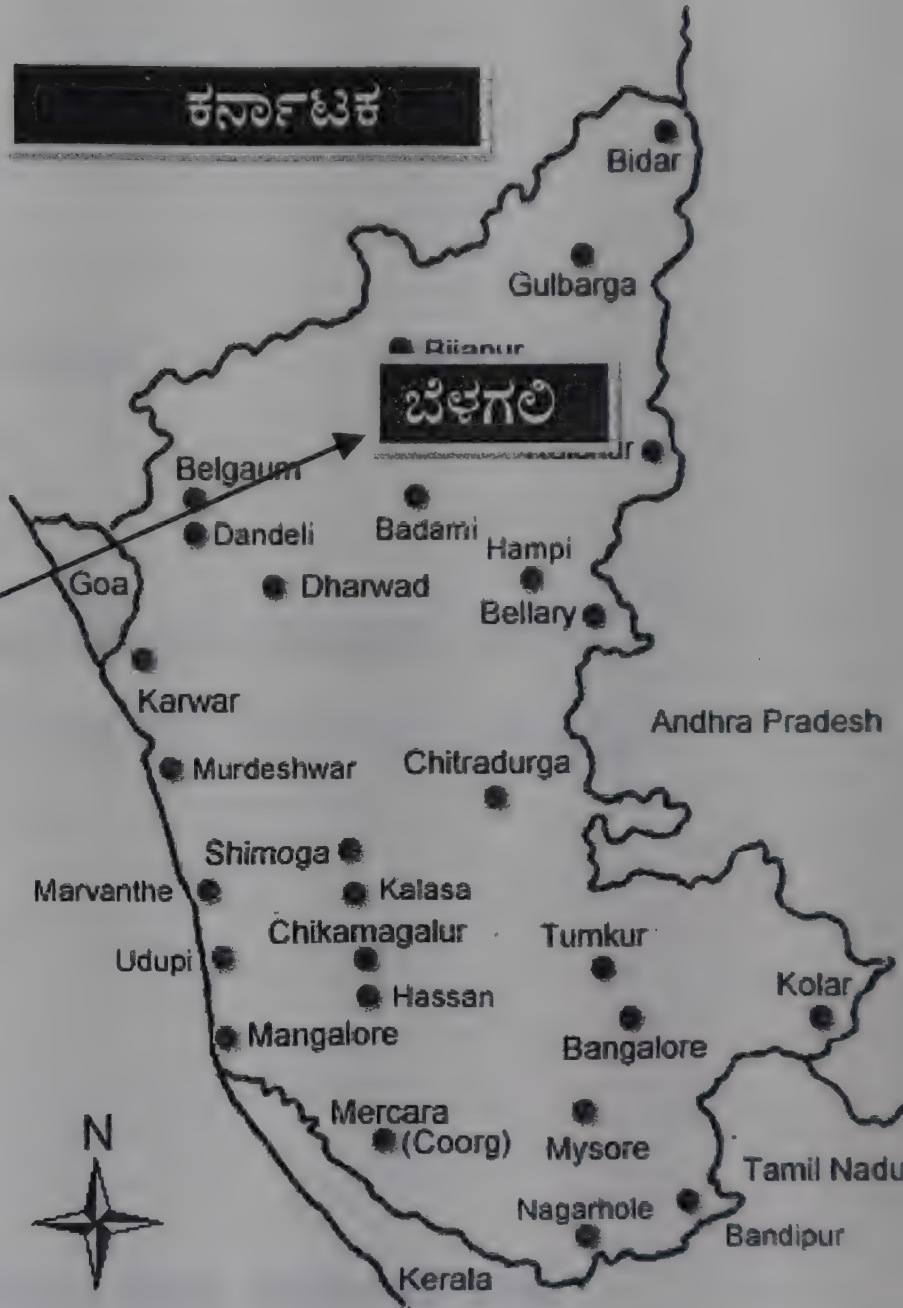 ಕರ್ನಾಟಕ
Bidar
Gulbarga
Bijapur
ಬೆಳಗಲಿ
Belgaum
Dandeli
Badami
Hampi
Goa
Dharwad
Bellary
Karwar
Andhra Pradesh
Murdeshwar
Chitradurga
Shimoga
Marvanthe
Kalasa
Chikamagalur
Tumkur
Udupi
Hassan
Kolar
Mangalore
Bangalore
N
Mercara
(Coorg)
Mysore
Tamil Nadu
Nagarhole
Bandipur
Kerala